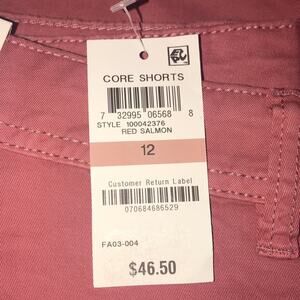 CORE SHORTS
7 32995 06568 8
STYLE 100042376
RED SALMON
12
Customer Return Label
070684686529
FA03-004
$46.50